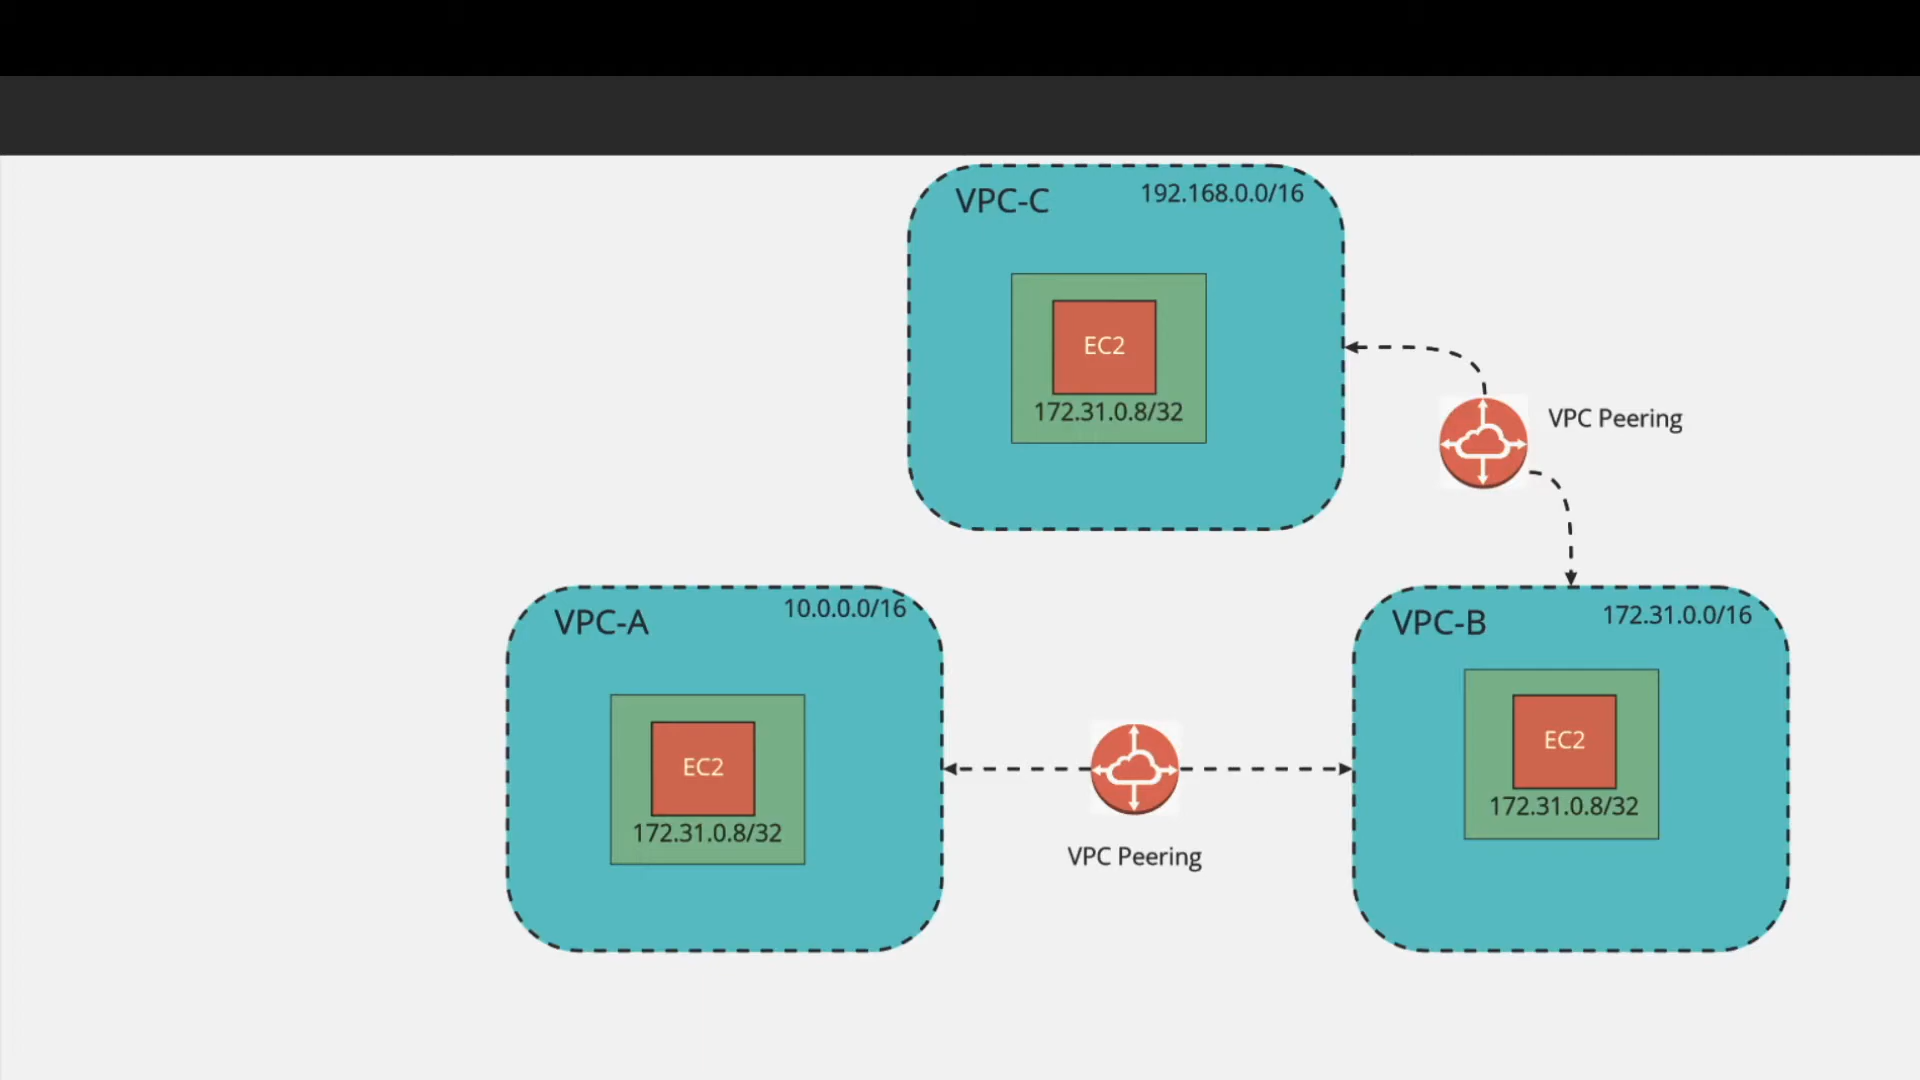 VPC-C
192.168.0.0/16
EC2
172.31.0.8/32
VPC Peering
VPC-A
10.0.0.0/16
EC2
172.31.0.8/32
VPC Peering
VPC-B
172.31.0.0/16
EC2
172.31.0.8/32